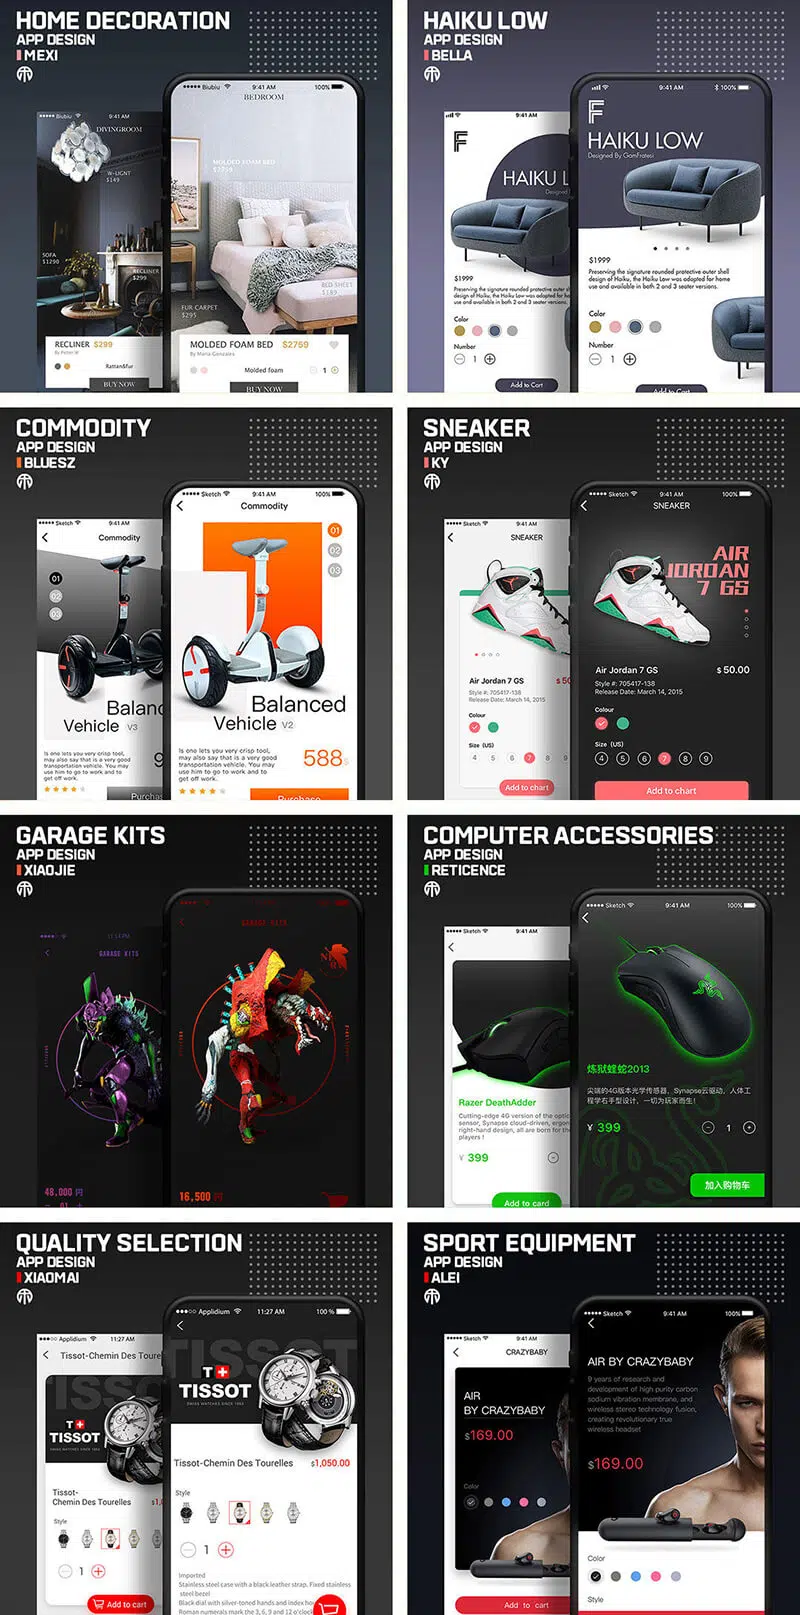 HOME DECORATION
APP DESIGN
MEXI
Biubiu
9:41 AM
DIVINGROOM
W-LIGNT
$149
SOFA
$1290
RECLINER
$299
RECLINER $299
By Pieter W
Rattan&fur
BUY NOW
Biubiu
9:41 AM
100%
BEDROOM
MOLDED FOAM BED
$2759
BED SHEET
$189
FUR CARPET
$295
MOLDED FOAM BED $2759
By Maria Gonzales
Molded foam
1
BUY NOW
HAIKU LOW
APP DESIGN
BELLA
9:41 AM
HAIKU L
Designed
$1999
Preserving the signature rounded protective outer
design of Haiku, the Haiku Low was adapted for
use and available in both 2 and 3 seater versions.
Color
Number
1
Add to Cart
9:41 AM
100%
HAIKU LOW
Designed By GamFratesi
$1999
Preserving the signature rounded protective outer shell
design of Haiku, the Haiku Low was adapted for home
use and available in both 2 and 3 seater versions.
Color
Number
1
Add to Cart
COMMODITY
APP DESIGN
BLUESZ
Sketch
9:41 AM
Commodity
01
02
03
Balanc
Vehicle V3
Is one lets you very crisp tool,
may also say that is a very good
transportation vehicle. You may
use him to go to work and to
get off work.
9
Purchas
Sketch
9:41 AM
100%
Commodity
01
02
03
Balanced
Vehicle V2
Is one lets you very crisp tool,
may also say that is a very good
transportation vehicle. You may
use him to go to work and to
get off work.
588$
Purchase
SNEAKER
APP DESIGN
KY
Sketch
9:41 AM
SNEAKER
Air Jordan 7 GS
$ 50
Style #: 705417-138
Release Date: March 14, 2015
Colour
Size (US)
4 5 6 7 8 9
Add to chart
Sketch
9:41 AM
100%
SNEAKER
AIR
JORDAN
7 GS
Air Jordan 7 GS
$ 50.00
Style #: 705417-138
Release Date: March 14, 2015
Colour
Size (US)
4 5 6 7 8 9
Add to chart
GARAGE KITS
APP DESIGN
XIAOJIE
GARAGE KITS
48,000 円
01
GARAGE KITS
16,500 円
COMPUTER ACCESSORIES
APP DESIGN
RETICENCE
Sketch
9:41 AM
Razer DeathAdder
Cutting-edge 4G version of the optic
sensor, Synapse cloud-driven, ergon
right-hand design, all are born for the
players !
¥ 399
Add to card
Sketch
9:41 AM
100%
炼狱蝰蛇2013
尖端的4G版本光学传感器，Synapse云驱动，人体工
程学右手型设计，一切为玩家而生!
¥ 399
1
加入购物车
QUALITY SELECTION
APP DESIGN
XIAOMAI
Applidium
11:27 AM
Tissot-Chemin Des Toure
TISSOT
T
TISSOT
SWISS WATCHES SINCE 1853
Tissot-
Chemin Des Tourelles
$1,
Style
1
Add to cart
Applidium
11:27 AM
100 %
TISSOT
T
TISSOT
SWISS WATCHES SINCE 1853
Tissot-Chemin Des Tourelles
$1,050.00
Style
1
Imported
Stainless steel case with a black leather strap. Fixed stainless
steel bezel
Black dial with silver-toned hands and index hou
Roman numerals mark the 3, 6, 9 and 12 o'cloc
SPORT EQUIPMENT
APP DESIGN
ALEI
Sketch
9:41 AM
CRAZYBABY
AIR
BY CRAZYBABY
$169.00
Color
Add to cart
Sketch
9:41 AM
100%
AIR BY CRAZYBABY
9 years of research and
development of high purity carbon
sodium vibration membrane, and
wireless stereo technology fusion,
creating revolutionary true
wireless headset
$169.00
Color
Style